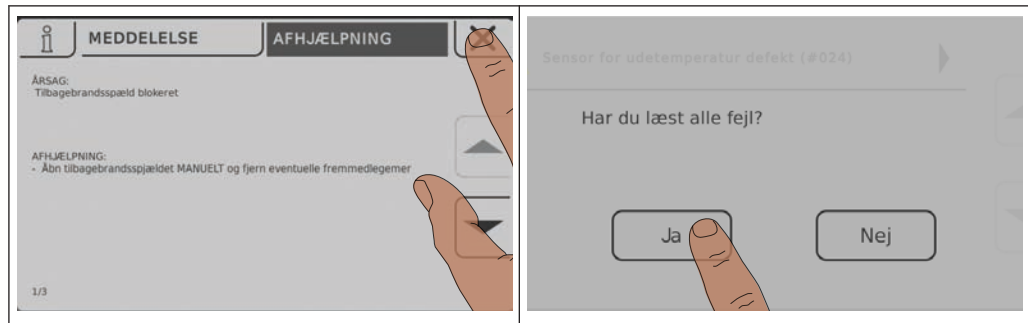 MEDDELELSE
AFHJÆLPNING
ÅRSAG:
Tilbagebrandsspæld blokeret
AFHJÆLPNING:
- Åbn tilbagebrandsspjældet MANUELT og fjern eventuelle fremmedlegemer
1/3
Sensor for udetemperatur defekt (#024)
Har du læst alle fejl?
Ja
Nej